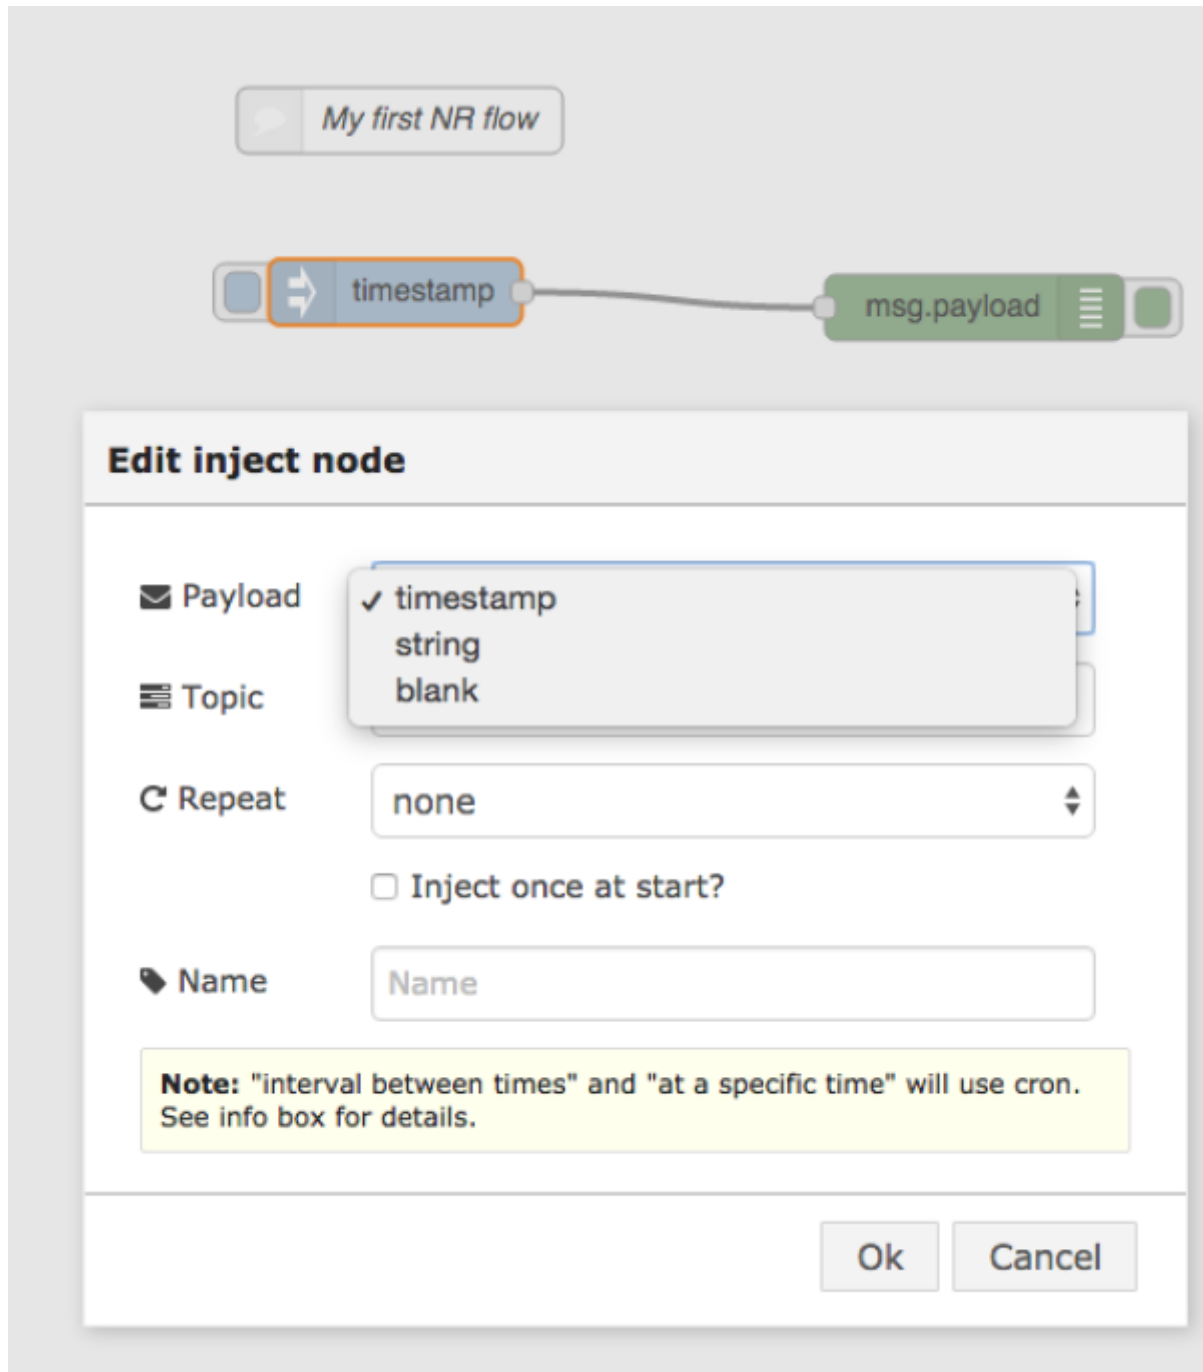 My first NR flow
timestamp
msg.payload
Edit inject node
Payload
timestamp
string
blank
Topic
Repeat
none
Inject once at start?
Name
Name
Note: "interval between times" and "at a specific time" will use cron.
See info box for details.
Ok
Cancel